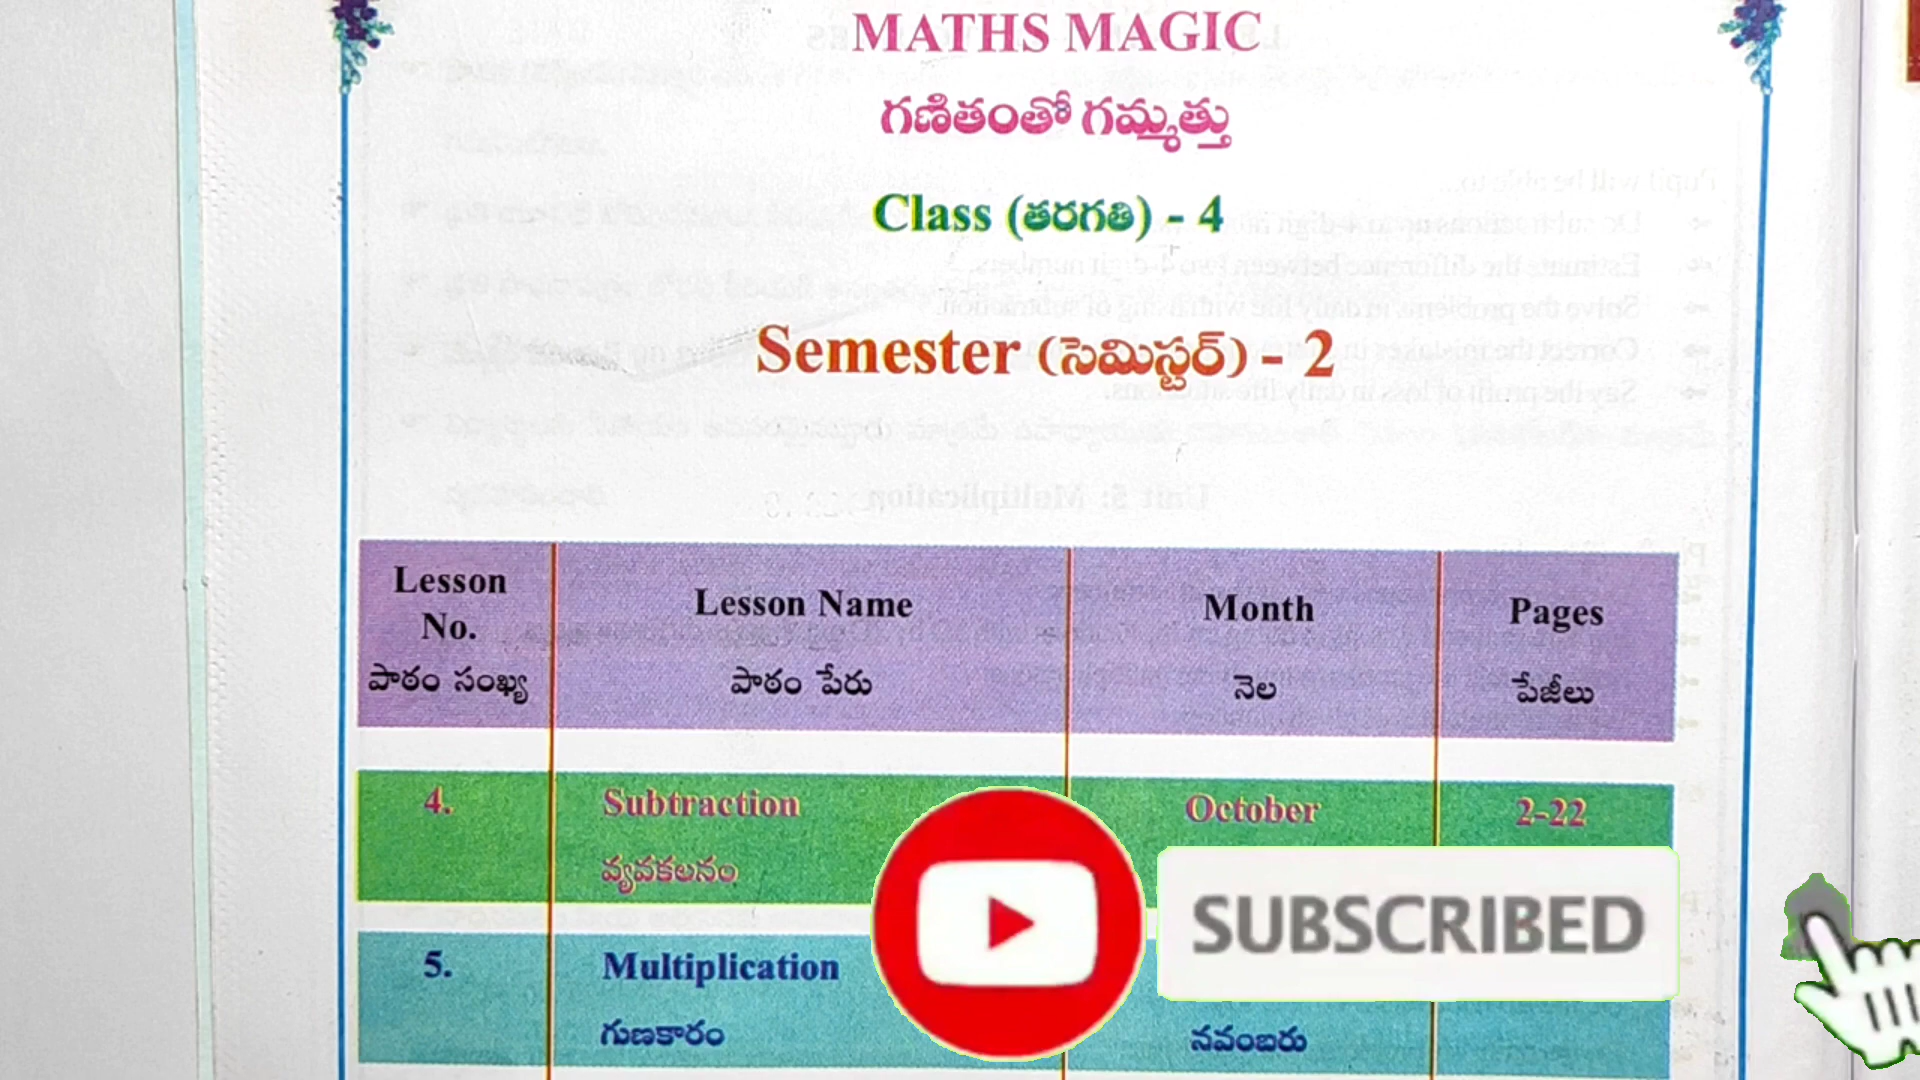 MATHS MAGIC
గణితంతో గమ్మత్తు
Class (తరగతి) - 4
Semester (సెమిస్టర్) - 2
Lesson No. Lesson Name Month Pages
పాఠం సంఖ్య పాఠం పేరు నెల పేజీలు
4. Subtraction October 2-22
వ్యవకలనం
5. Multiplication
గుణకారం నవంబరు
SUBSCRIBED